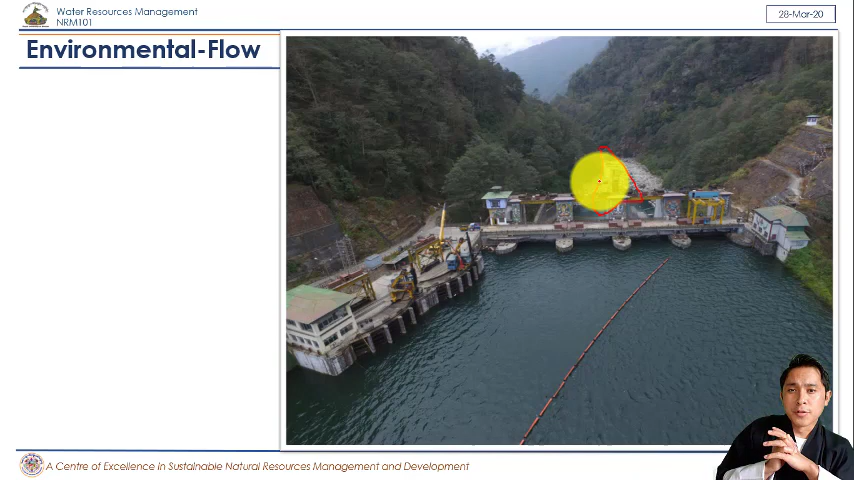 Water Resources Management
NRM101
28-Mar-20
Environmental-Flow
A Centre of Excellence in Sustainable Natural Resources Management and Development